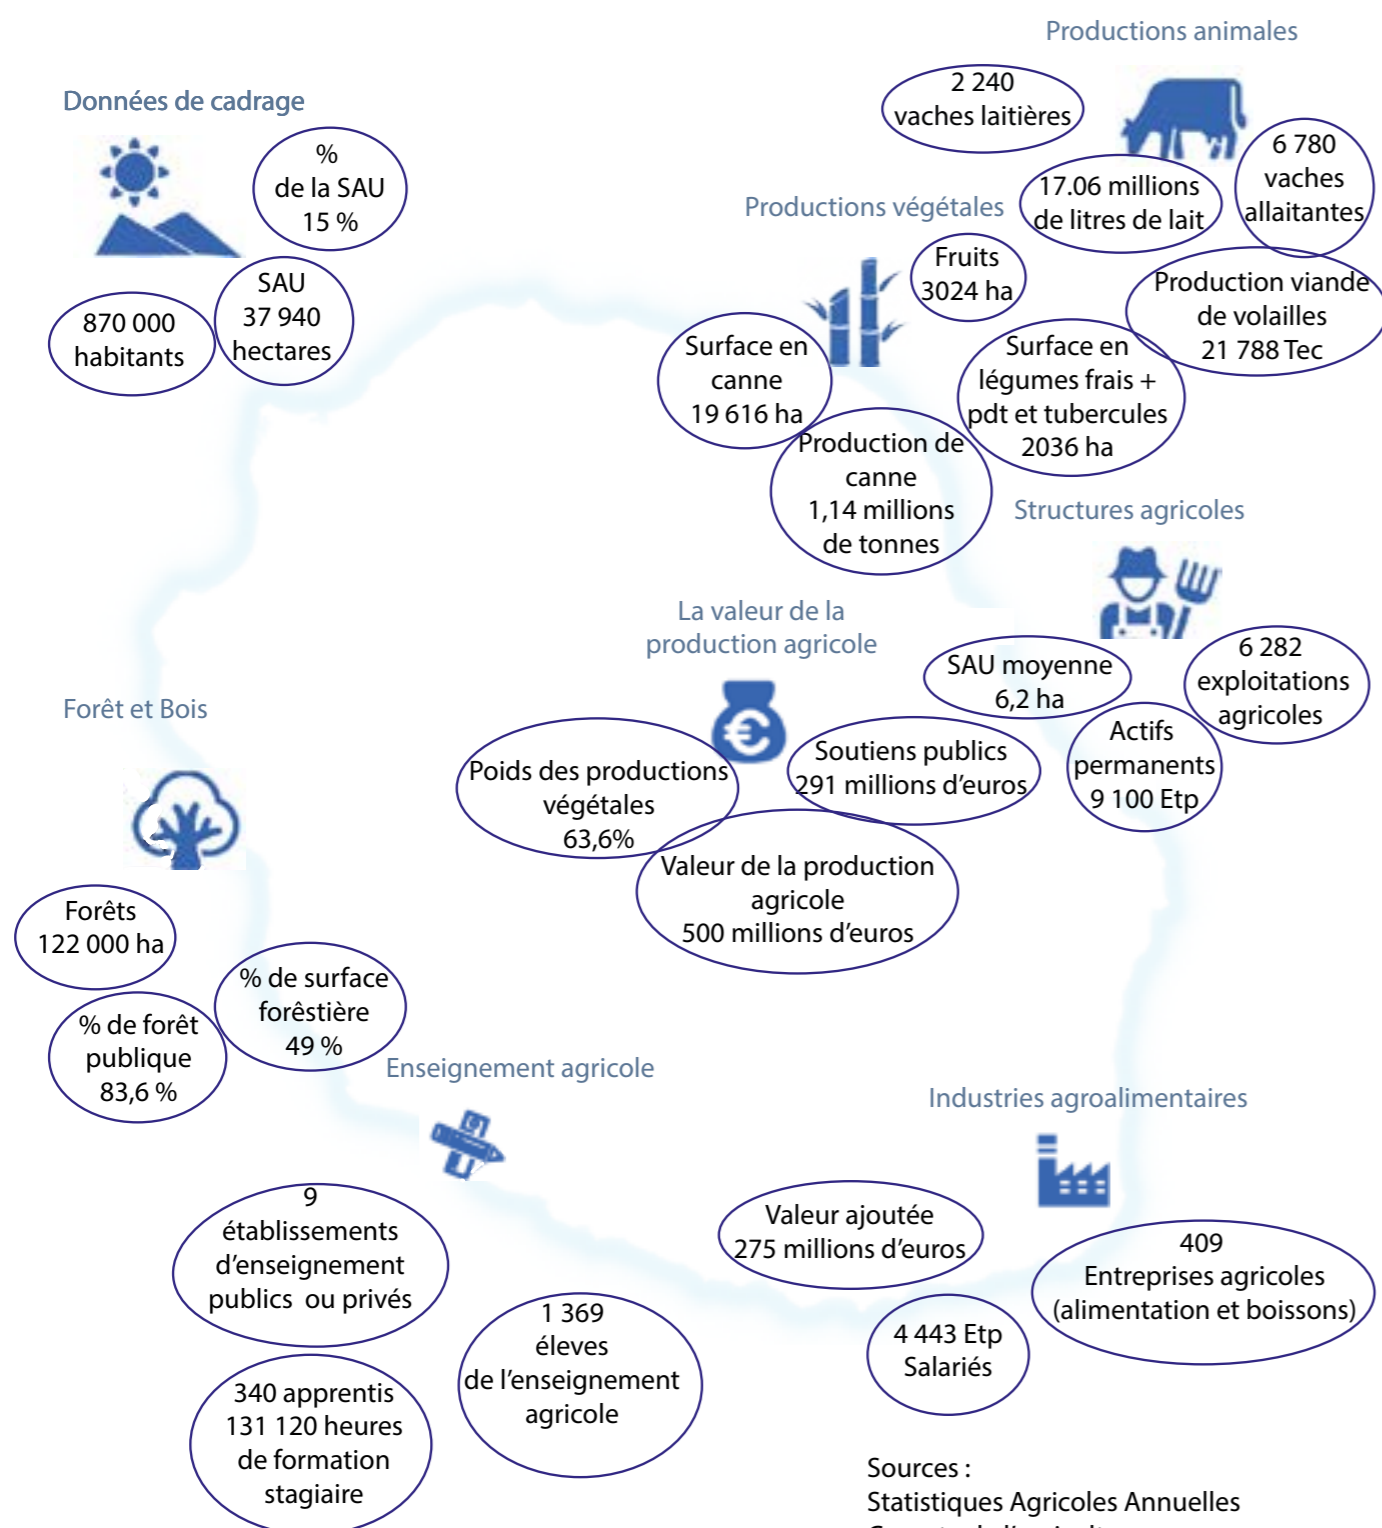 Productions animales
2 240
vaches laitières
6 780
vaches
allaitantes
17.06 millions
de litres de lait
Production viande
de volailles
21 788 Tec
Données de cadrage
%
de la SAU
15 %
SAU
37 940
hectares
870 000
habitants
Productions végétales
Fruits
3024 ha
Surface en
canne
19 616 ha
Surface en
légumes frais +
pdt et tubercules
2036 ha
Production de
canne
1,14 millions
de tonnes
Structures agricoles
SAU moyenne
6,2 ha
6 282
exploitations
agricoles
Actifs
permanents
9 100 Etp
La valeur de la
production agricole
Poids des productions
végétales
63,6%
Soutiens publics
291 millions d'euros
Valeur de la production
agricole
500 millions d'euros
Forêt et Bois
Forêts
122 000 ha
% de surface
forêstière
49 %
% de forêt
publique
83,6 %
Enseignement agricole
9
établissements
d'enseignement
publics ou privés
1 369
éleves
de l'enseignement
agricole
340 apprentis
131 120 heures
de formation
stagiaire
Industries agroalimentaires
Valeur ajoutée
275 millions d'euros
409
Entreprises agricoles
(alimentation et boissons)
4 443 Etp
Salariés
Sources :
Statistiques Agricoles Annuelles